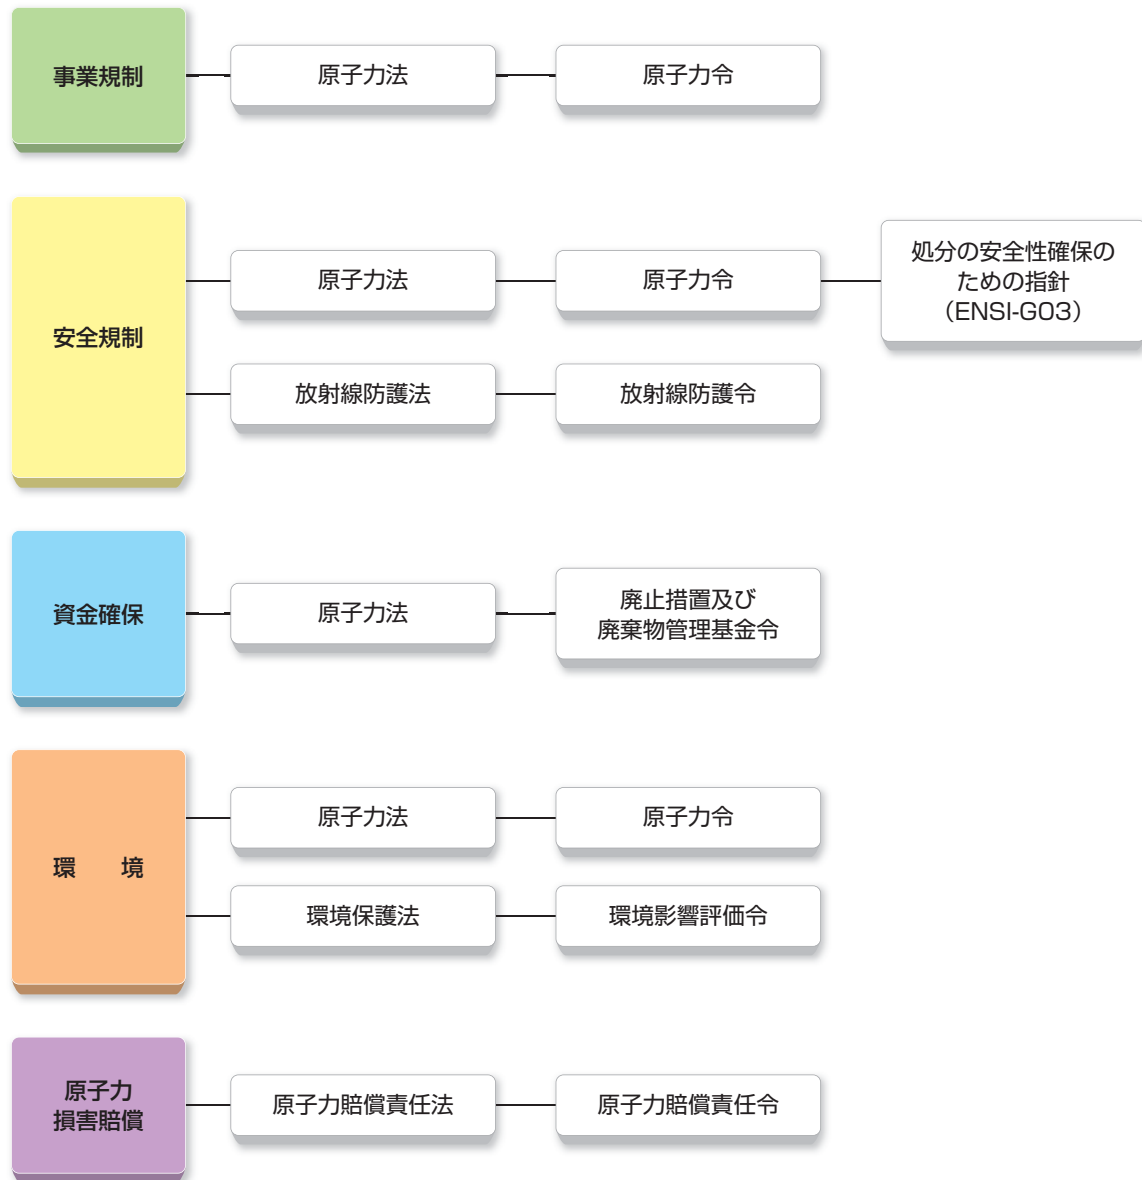 事業規制
原子力法
原子力令
安全規制
原子力法
原子力令
処分の安全性確保の
ための指針
（ENSI-G03）
放射線防護法
放射線防護令
資金確保
原子力法
廃止措置及び
廃棄物管理基金令
環　　境
原子力法
原子力令
環境保護法
環境影響評価令
原子力
損害賠償
原子力賠償責任法
原子力賠償責任令